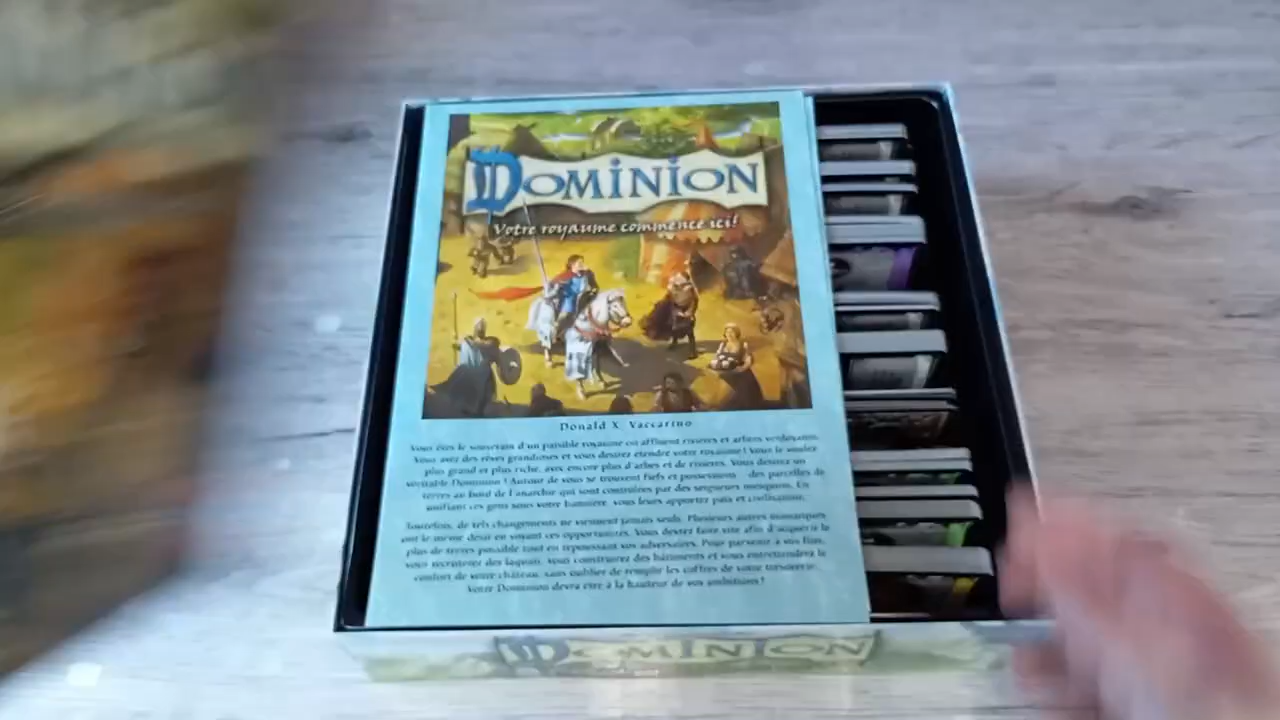 DOMINION
Votre royaume commence ici!
Donald X. Vaccarino
Vous êtes le souverain d'un paisible royaume où affluent rivières et arbres verdoyants.
Vous avez des rêves grandioses et vous désirez étendre votre royaume! Vous le voulez
plus grand et plus riche, avec encore plus d'arbes et de rivières. Vous désirez un
véritable Dominion! Autour de vous se trouvent fiefs et possessions des parcelles de
terres au bord de l'anarchie qui sont contrôlées par des seigneurs mesquins. En
unifiant ces gens sous votre bannière, vous leurs apportez paix et civilisation.
Toutefois, de tels changements ne viennent jamais seuls. Plusieurs autres monarques
ont le même désir en voyant ces opportunités. Vous devrez faire vite afin d'acquérir le
plus de terres possible tout en repoussant vos adversaires. Pour parvenir à vos fins,
vous recruterez des laquais, vous construirez des bâtiments et vous entretiendrez le
confort de votre château, sans oublier de remplir les coffres de votre trésorerie.
Votre Dominion devra être à la hauteur de vos ambitions!
DOMINION